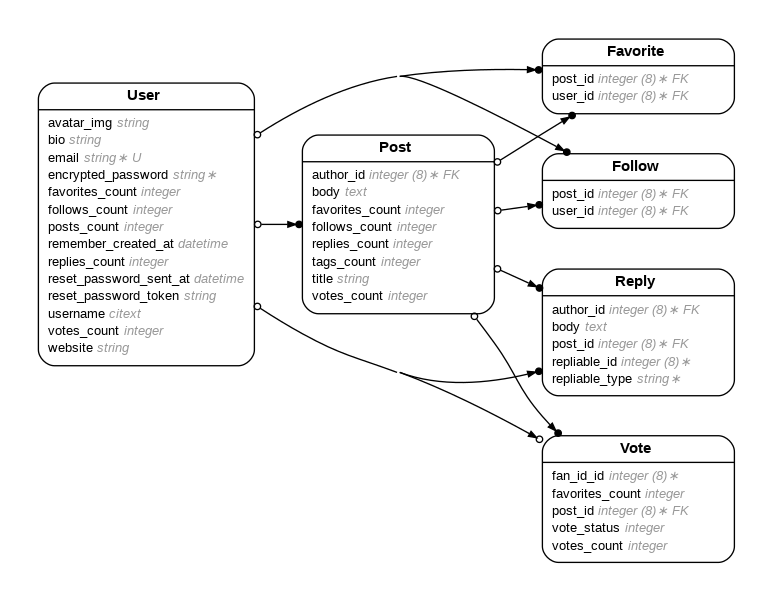 User
avatar_img string
bio string
email string∗ U
encrypted_password string∗
favorites_count integer
follows_count integer
posts_count integer
remember_created_at datetime
replies_count integer
reset_password_sent_at datetime
reset_password_token string
username citext
votes_count integer
website string
Post
author_id integer (8)∗ FK
body text
favorites_count integer
follows_count integer
replies_count integer
tags_count integer
title string
votes_count integer
Favorite
post_id integer (8)∗ FK
user_id integer (8)∗ FK
Follow
post_id integer (8)∗ FK
user_id integer (8)∗ FK
Reply
author_id integer (8)∗ FK
body text
post_id integer (8)∗ FK
repliable_id integer (8)∗
repliable_type string∗
Vote
fan_id_id integer (8)∗
favorites_count integer
post_id integer (8)∗ FK
vote_status integer
votes_count integer